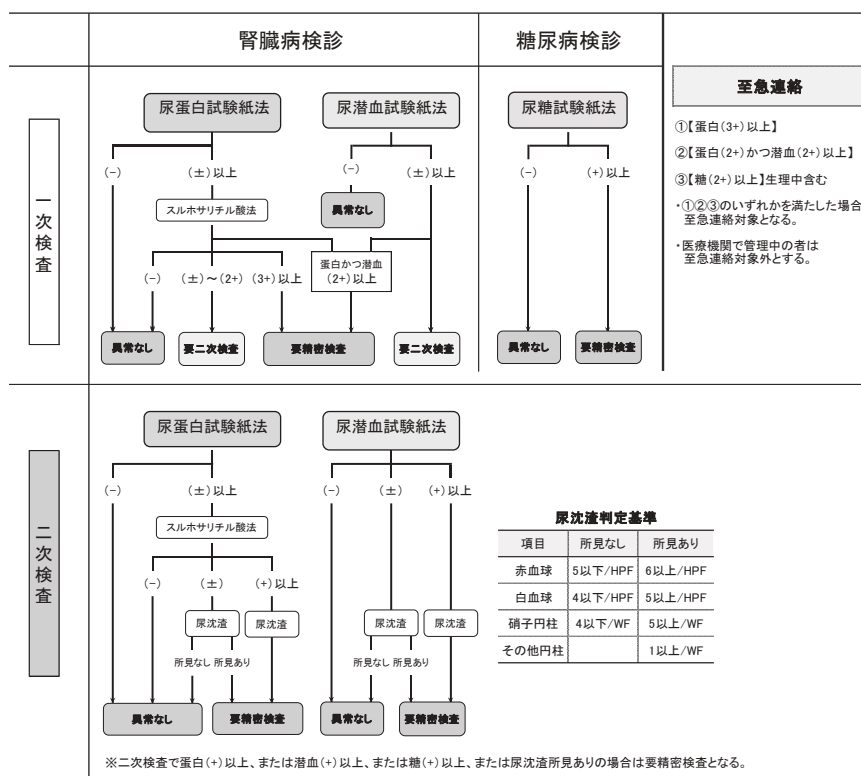 腎臓病検診
糖尿病検診
至急連絡
①【蛋白(3+)以上】
②【蛋白(2+)かつ潜血(2+)以上】
③【糖(2+)以上】生理中含む
・①②③のいずれかを満たした場合
至急連絡対象となる。
・医療機関で管理中の者は
至急連絡対象外とする。
一次検査
尿蛋白試験紙法
尿潜血試験紙法
尿糖試験紙法
(-)
(±)以上
(-)
(±)以上
(-)
(+)以上
スルホサリチル酸法
異常なし
蛋白かつ潜血
(2+)以上
(-)
(±)~(2+)
(3+)以上
異常なし
要二次検査
要精密検査
要二次検査
異常なし
要精密検査
二次検査
尿蛋白試験紙法
尿潜血試験紙法
(-)
(±)以上
(-)
(±)
(+)以上
スルホサリチル酸法
(-)
(±)
(+)以上
尿沈渣
尿沈渣
尿沈渣
尿沈渣
所見なし 所見あり
所見なし 所見あり
異常なし
要精密検査
異常なし
要精密検査
尿沈渣判定基準
項目 所見なし 所見あり
赤血球 5以下/HPF 6以上/HPF
白血球 4以下/HPF 5以上/HPF
硝子円柱 4以下/WF 5以上/WF
その他円柱 1以上/WF
※二次検査で蛋白(+)以上、または潜血(+)以上、または糖(+)以上、または尿沈渣所見ありの場合は要精密検査となる。